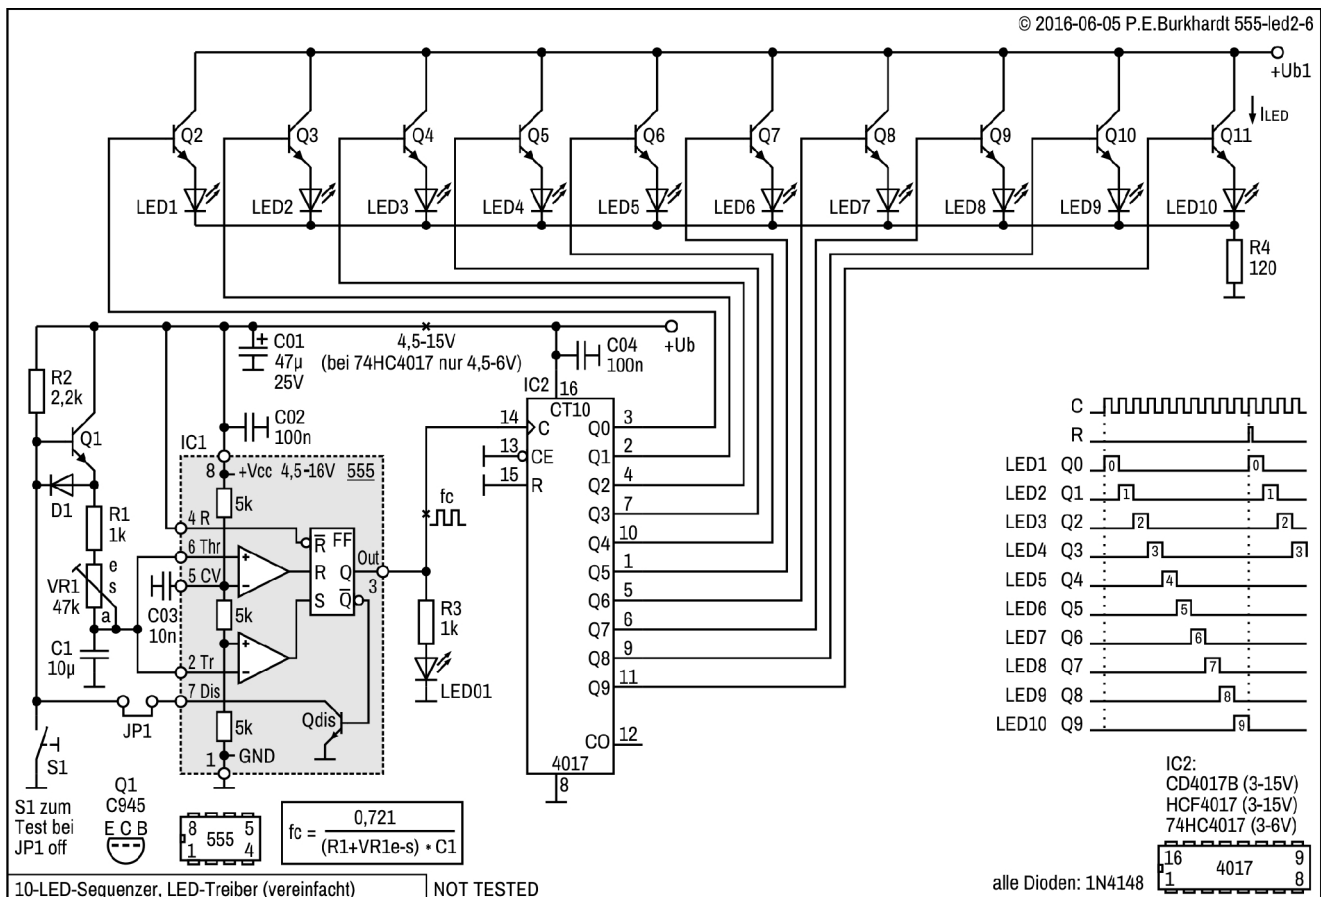 © 2016-06-05 P.E.Burkhardt 555-led2-6
+Ub1
Q2 Q3 Q4 Q5 Q6 Q7 Q8 Q9 Q10 Q11
ILED
LED1 LED2 LED3 LED4 LED5 LED6 LED7 LED8 LED9 LED10
R4
120
+Ub
4,5-15V
(bei 74HC4017 nur 4,5-6V)
+ C01
47µ
25V
C02
100n
C04
100n
R2
2,2k
Q1
D1
R1
1k
VR1
47k
e
s
a
C1
10µ
C03
10n
JP1
S1
S1 zum
Test bei
JP1 off
IC1
8 +Vcc 4,5-16V 555
5k
4 R
6 Thr
5 CV
5k
2 Tr
7 Dis
5k
1 GND
+
-
+
-
R FF
R Q
S Q
Out
3
Qdis
fc
R3
1k
LED01
IC2
16
CT10
14 C
13 CE
15 R
Q0 3
Q1 2
Q2 4
Q3 7
Q4 10
Q5 1
Q6 5
Q7 6
Q8 9
Q9 11
CO 12
4017
8
C
R
LED1 Q0 0 0
LED2 Q1 1 1
LED3 Q2 2 2
LED4 Q3 3 3
LED5 Q4 4
LED6 Q5 5
LED7 Q6 6
LED8 Q7 7
LED9 Q8 8
LED10 Q9 9
IC2:
CD4017B (3-15V)
HCF4017 (3-15V)
74HC4017 (3-6V)
Q1
C945
E C B
8 5
555
1 4
fc = 0,721
(R1+VR1e-s) • C1
alle Dioden: 1N4148
16 9
4017
1 8
10-LED-Sequenzer, LED-Treiber (vereinfacht)
NOT TESTED